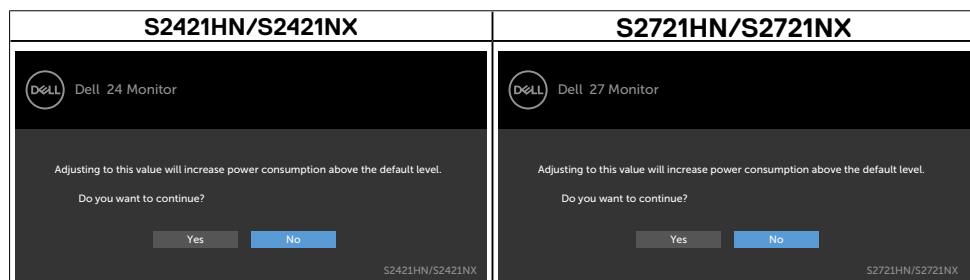 S2421HN/S2421NX
DELL Dell 24 Monitor
Adjusting to this value will increase power consumption above the default level.
Do you want to continue?
Yes No
S2421HN/S2421NX
S2721HN/S2721NX
DELL Dell 27 Monitor
Adjusting to this value will increase power consumption above the default level.
Do you want to continue?
Yes No
S2721HN/S2721NX